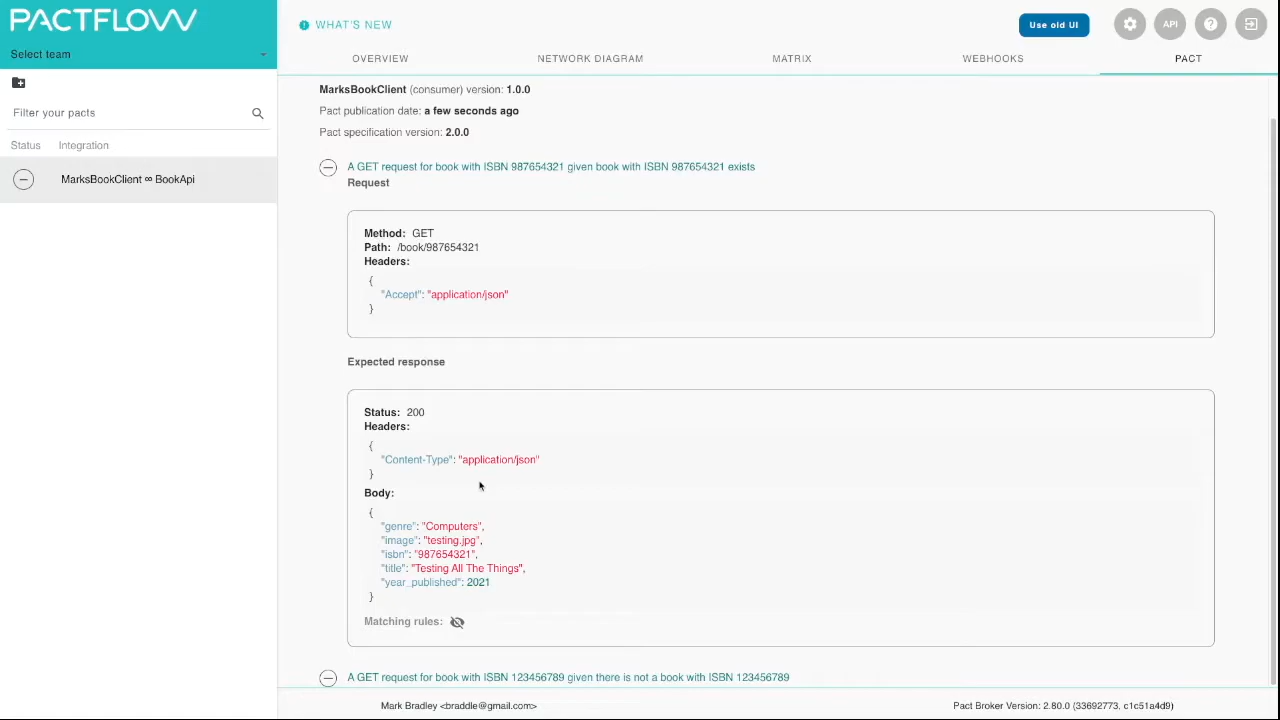 PACTFLOW
Select team
Filter your pacts
Status Integration
MarksBookClient ∞ BookApi
WHAT'S NEW
Use old UI
API
OVERVIEW NETWORK DIAGRAM MATRIX WEBHOOKS PACT
MarksBookClient (consumer) version: 1.0.0
Pact publication date: a few seconds ago
Pact specification version: 2.0.0
A GET request for book with ISBN 987654321 given book with ISBN 987654321 exists
Request
Method: GET
Path: /book/987654321
Headers:
{
"Accept": "application/json"
}
Expected response
Status: 200
Headers:
{
"Content-Type": "application/json"
}
Body:
{
"genre": "Computers",
"image": "testing.jpg",
"isbn": "987654321",
"title": "Testing All The Things",
"year_published": 2021
}
Matching rules:
A GET request for book with ISBN 123456789 given there is not a book with ISBN 123456789
Mark Bradley <braddle@gmail.com> Pact Broker Version: 2.80.0 (33692773, c1c51a4d9)